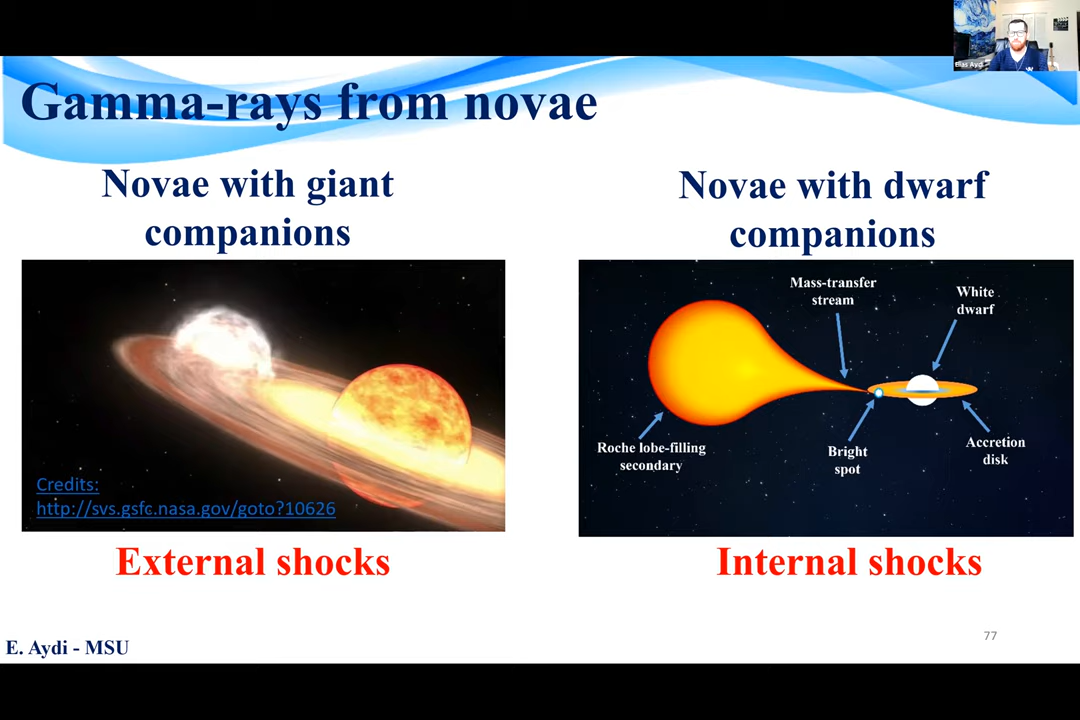 Elias Aydi
Gamma-rays from novae
Novae with giant
companions
Credits:
http://svs.gsfc.nasa.gov/goto?10626
External shocks
Novae with dwarf
companions
Mass-transfer
stream
White
dwarf
Roche lobe-filling
secondary
Bright
spot
Accretion
disk
Internal shocks
E. Aydi - MSU
77